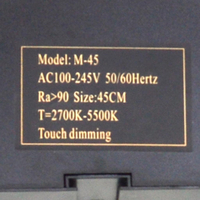 Model: M-45
AC100-245V 50/60Hertz
Ra>90 Size:45CM
T=2700K-5500K
Touch dimming